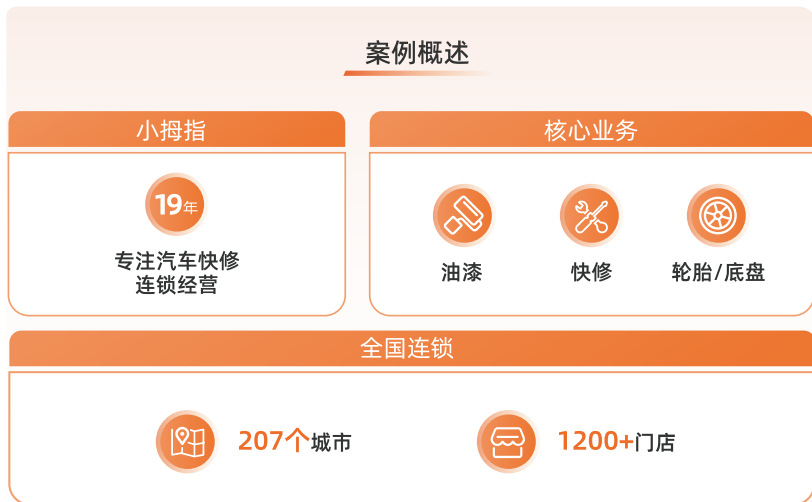 案例概述
小拇指
19年
专注汽车快修
连锁经营
核心业务
油漆
快修
轮胎/底盘
全国连锁
207个城市
1200+门店